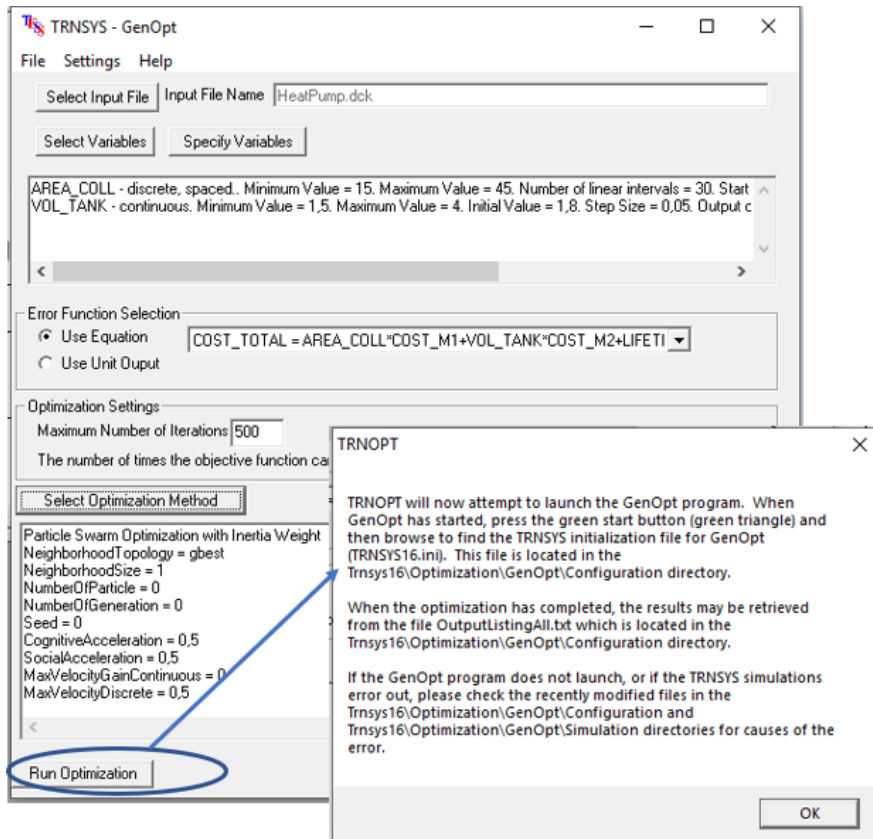 TRNSYS - GenOpt
File Settings Help
Select Input File Input File Name HeatPump.dck
Select Variables Specify Variables
AREA_COLL - discrete, spaced.. Minimum Value = 15. Maximum Value = 45. Number of linear intervals = 30. Start
VOL_TANK - continuous. Minimum Value = 1,5. Maximum Value = 4. Initial Value = 1,8. Step Size = 0,05. Output c
Error Function Selection
Use Equation COST_TOTAL = AREA_COLL*COST_M1+VOL_TANK*COST_M2+LIFETI
Use Unit Ouput
Optimization Settings
Maximum Number of Iterations 500
The number of times the objective function ca
Select Optimization Method
Particle Swarm Optimization with Inertia Weight
NeighborhoodTopology = gbest
NeighborhoodSize = 1
NumberOfParticle = 0
NumberOfGeneration = 0
Seed = 0
CognitiveAcceleration = 0,5
SocialAcceleration = 0,5
MaxVelocityGainContinuous = 0
MaxVelocityDiscrete = 0,5
Run Optimization
TRNOPT
TRNOPT will now attempt to launch the GenOpt program. When
GenOpt has started, press the green start button (green triangle) and
then browse to find the TRNSYS initialization file for GenOpt
(TRNSYS16.ini). This file is located in the
Trnsys16\Optimization\GenOpt\Configuration directory.
When the optimization has completed, the results may be retrieved
from the file OutputListingAll.txt which is located in the
Trnsys16\Optimization\GenOpt\Configuration directory.
If the GenOpt program does not launch, or if the TRNSYS simulations
error out, please check the recently modified files in the
Trnsys16\Optimization\GenOpt\Configuration and
Trnsys16\Optimization\GenOpt\Simulation directories for causes of the
error.
OK